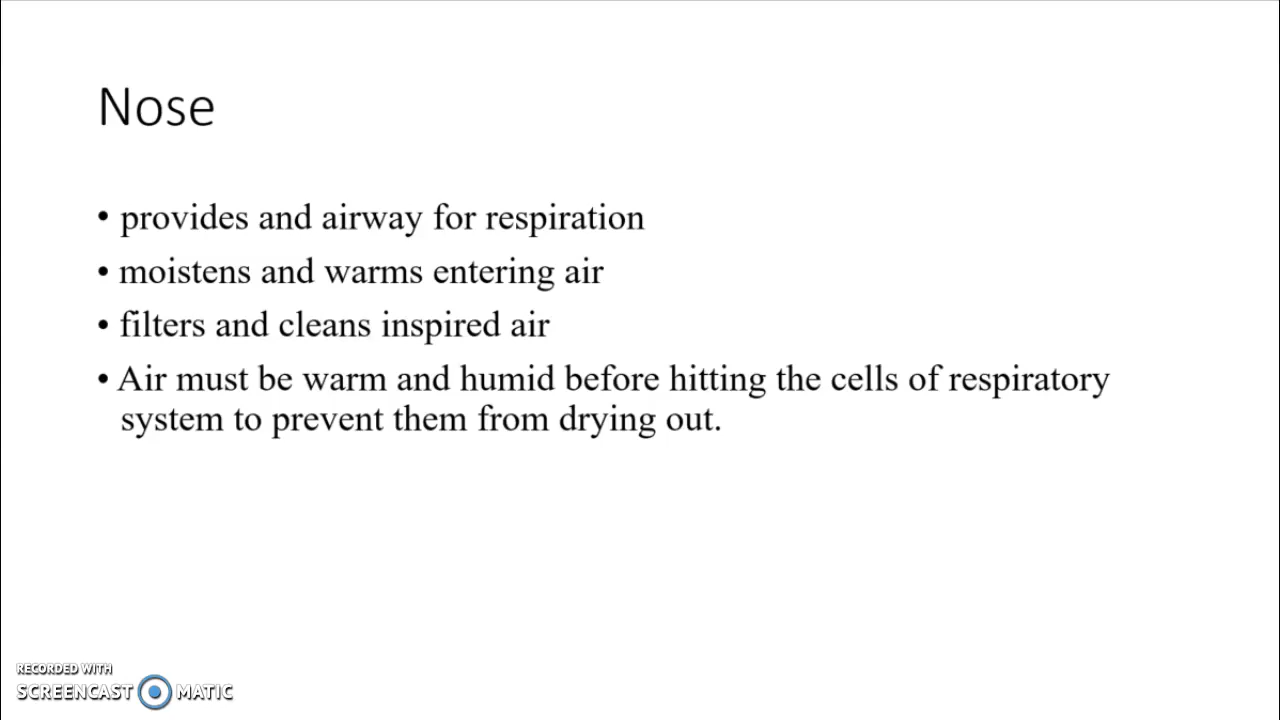 Nose
• provides and airway for respiration
• moistens and warms entering air
• filters and cleans inspired air
• Air must be warm and humid before hitting the cells of respiratory
system to prevent them from drying out.
RECORDED WITH
SCREENCAST MATIC